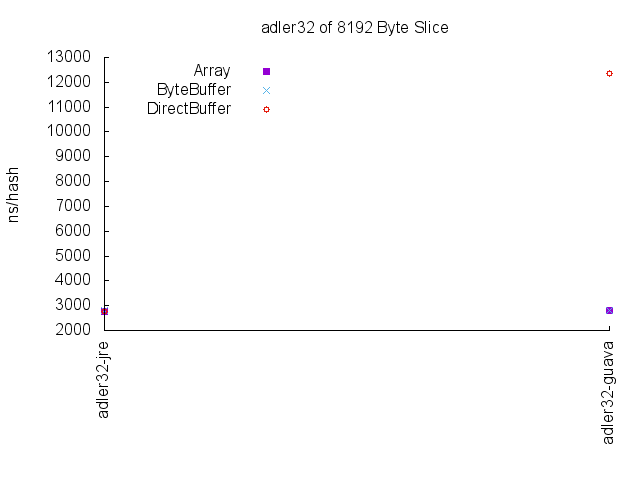 adler32 of 8192 Byte Slice
13000
12000
11000
10000
9000
8000
7000
6000
5000
4000
3000
2000
ns/hash
Array
ByteBuffer
DirectBuffer
adler32-jre
adler32-guava